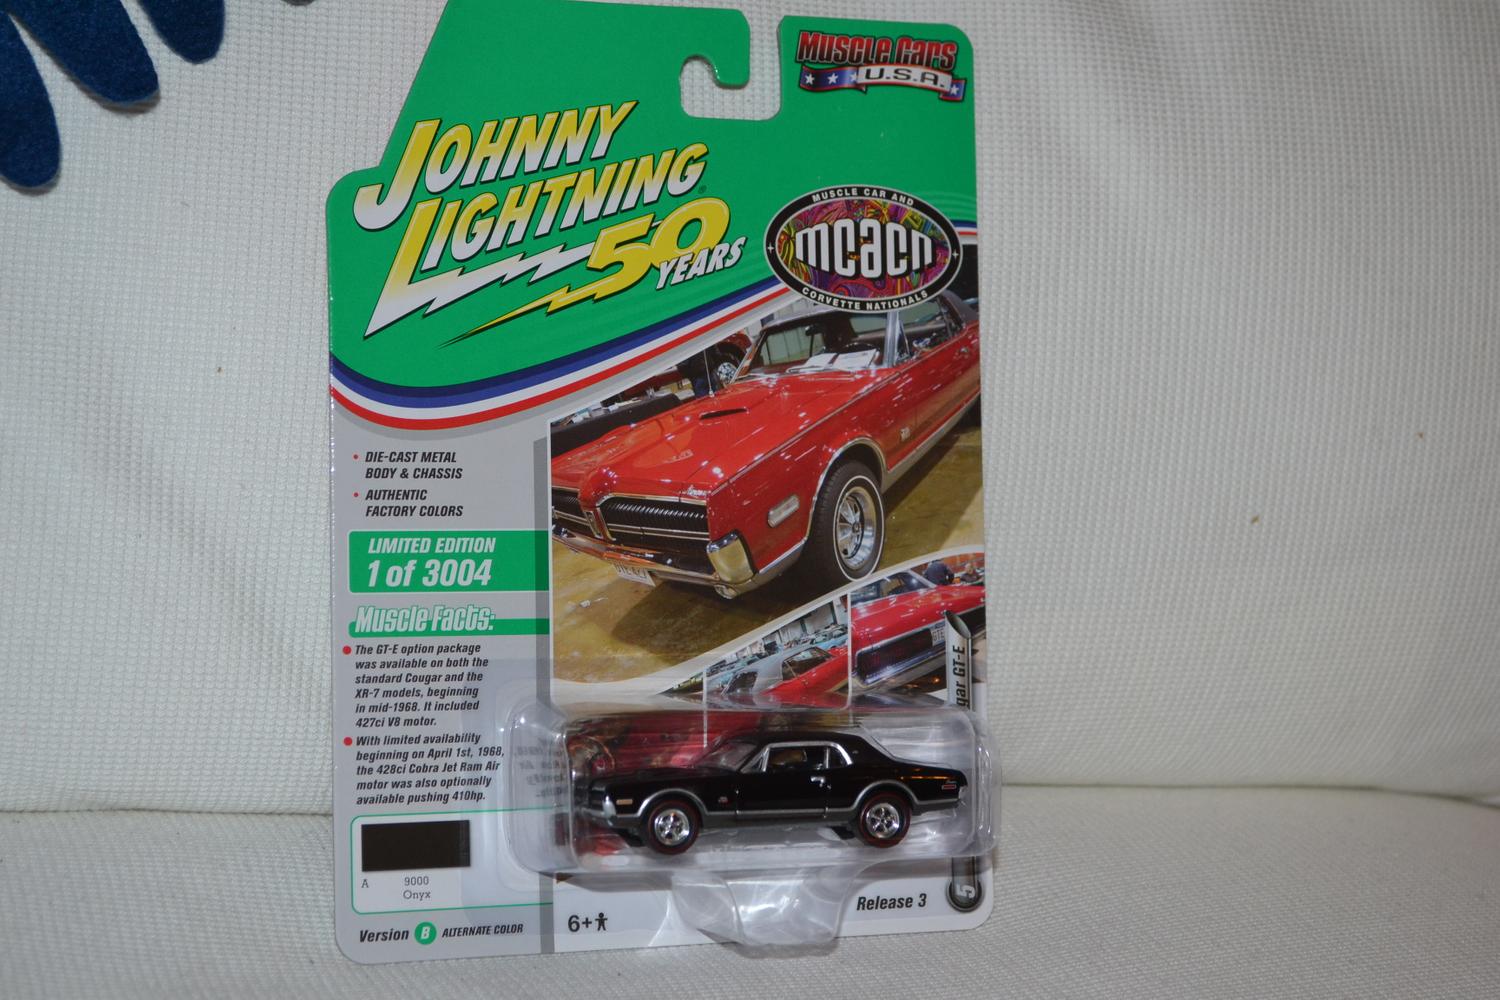 Muscle Cars
U.S.A.
JOHNNY
LIGHTNING®
50
YEARS
MUSCLE CAR AND
mcacn
CORVETTE NATIONALS
• DIE-CAST METAL
BODY & CHASSIS
• AUTHENTIC
FACTORY COLORS
LIMITED EDITION
1 of 3004
Muscle Facts:
• The GT-E option package
was available on both the
standard Cougar and the
XR-7 models, beginning
in mid-1968. It included
427ci V8 motor.
• With limited availability
beginning on April 1st, 1968,
the 428ci Cobra Jet Ram Air
motor was also optionally
available pushing 410hp.
gar GT-E
A 9000
Onyx
Version B ALTERNATE COLOR
6+
Release 3
5